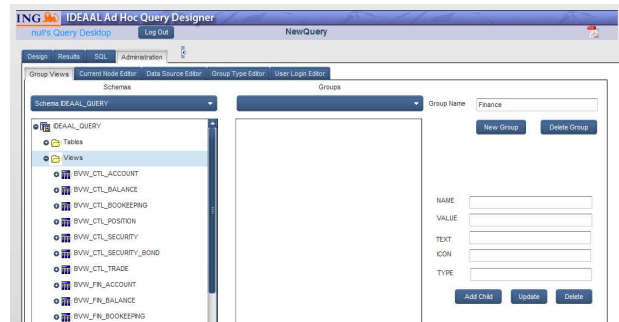 ING IDEAAL Ad Hoc Query Designer
null's Query Desktop Log Out NewQuery
Design Results SQL Administration
Group Views Current Node Editor Data Source Editor Group Type Editor User Login Editor
Schemas Groups
Schema:IDEAAL_QUERY Group Name Finance
IDEAAL_QUERY New Group Delete Group
Tables
Views
BVW_CTL_ACCOUNT
BVW_CTL_BALANCE NAME
BVW_CTL_BOOKEEPING VALUE
BVW_CTL_POSITION
BVW_CTL_SECURITY TEXT
BVW_CTL_SECURITY_BOND ICON
BVW_CTL_TRADE TYPE
BVW_FIN_ACCOUNT
BVW_FIN_BALANCE Add Child Update Delete
BVW_FIN_BOOKEEPING